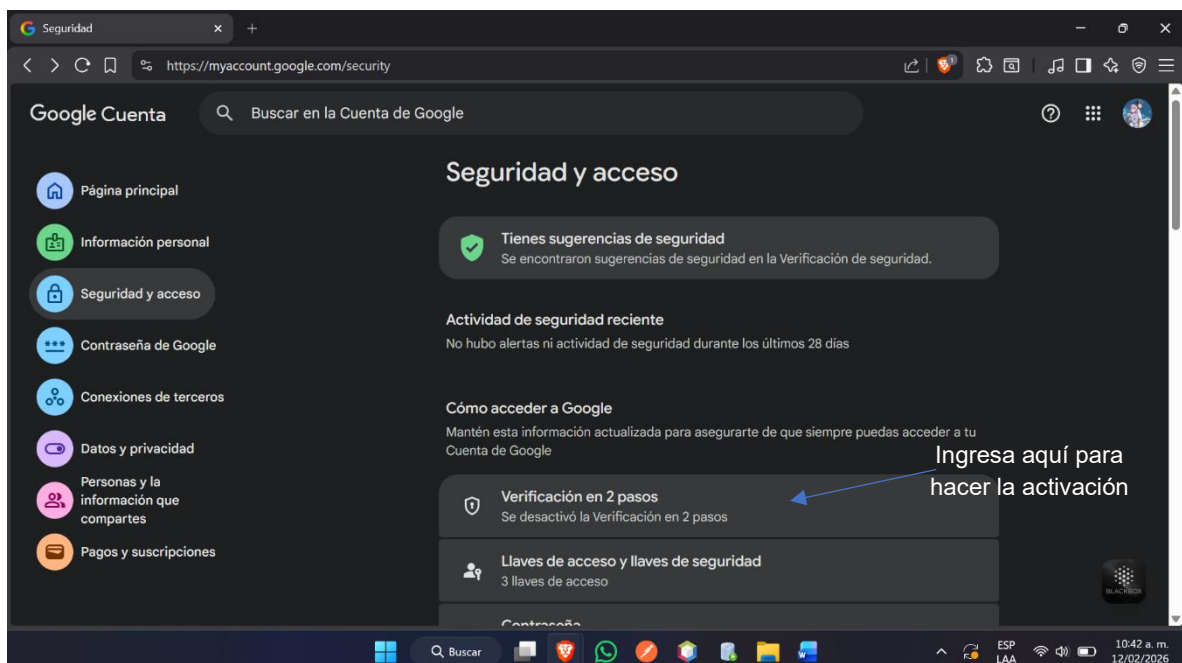 Seguridad
https://myaccount.google.com/security
1
Google Cuenta
Buscar en la Cuenta de Google
Página principal
Información personal
Seguridad y acceso
Contraseña de Google
Conexiones de terceros
Datos y privacidad
Personas y la
información que
compartes
Pagos y suscripciones
Seguridad y acceso
Tienes sugerencias de seguridad
Se encontraron sugerencias de seguridad en la Verificación de seguridad.
Actividad de seguridad reciente
No hubo alertas ni actividad de seguridad durante los últimos 28 días
Cómo acceder a Google
Mantén esta información actualizada para asegurarte de que siempre puedas acceder a tu
Cuenta de Google
Ingresa aquí para
hacer la activación
Verificación en 2 pasos
Se desactivó la Verificación en 2 pasos
Llaves de acceso y llaves de seguridad
3 llaves de acceso
Contraseña
BLACKBOX
Buscar
ESP
LAA
10:42 a. m.
12/02/2026